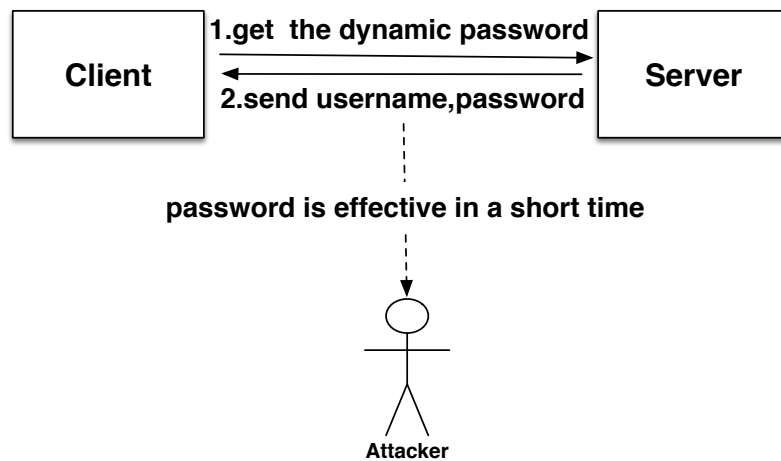 1.get the dynamic password
Client
Server
2.send username,password
password is effective in a short time
Attacker